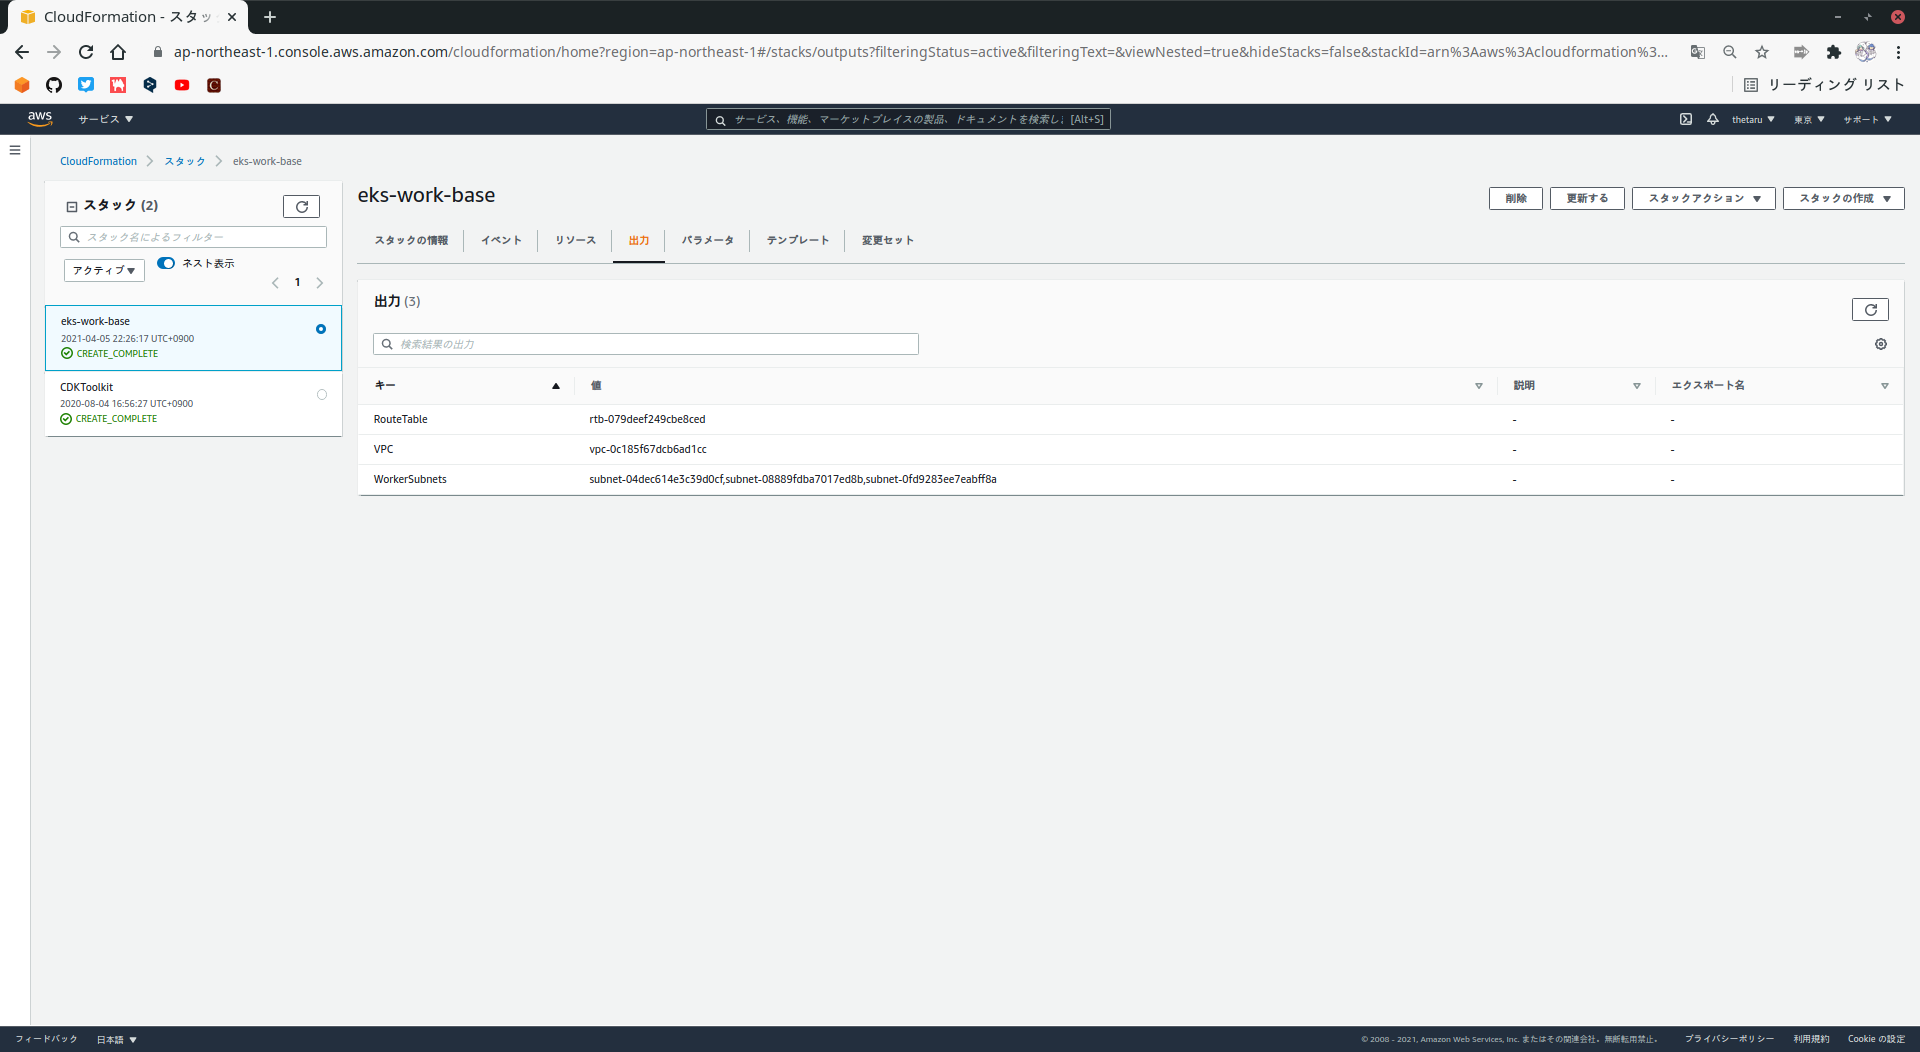 CloudFormation - スタッ
ap-northeast-1.console.aws.amazon.com/cloudformation/home?region=ap-northeast-1#/stacks/outputs?filteringStatus=active&filteringText=&viewNested=true&hideStacks=false&stackId=arn%3Aaws%3Acloudformation%3...
リーディング リスト
aws サービス サービス、機能、マーケットプレイスの製品、ドキュメントを検索し [Alt+S] thetaru 東京 サポート
CloudFormation スタック eks-work-base
スタック (2)
スタック名によるフィルター
アクティブ ネスト表示
1
eks-work-base
2021-04-05 22:26:17 UTC+0900
CREATE_COMPLETE
CDKToolkit
2020-08-04 16:56:27 UTC+0900
CREATE_COMPLETE
eks-work-base
削除 更新する スタックアクション スタックの作成
スタックの情報 イベント リソース 出力 パラメータ テンプレート 変更セット
出力 (3)
検索結果の出力
キー 値 説明 エクスポート名
RouteTable rtb-079deef249cbe8ced - -
VPC vpc-0c185f67dcb6ad1cc - -
WorkerSubnets subnet-04dec614e3c39d0cf,subnet-08889fdba7017ed8b,subnet-0fd9283ee7eabff8a - -
フィードバック 日本語 © 2008 - 2021, Amazon Web Services, Inc. またはその関連会社。無断転用禁止。 プライバシーポリシー 利用規約 Cookie の設定